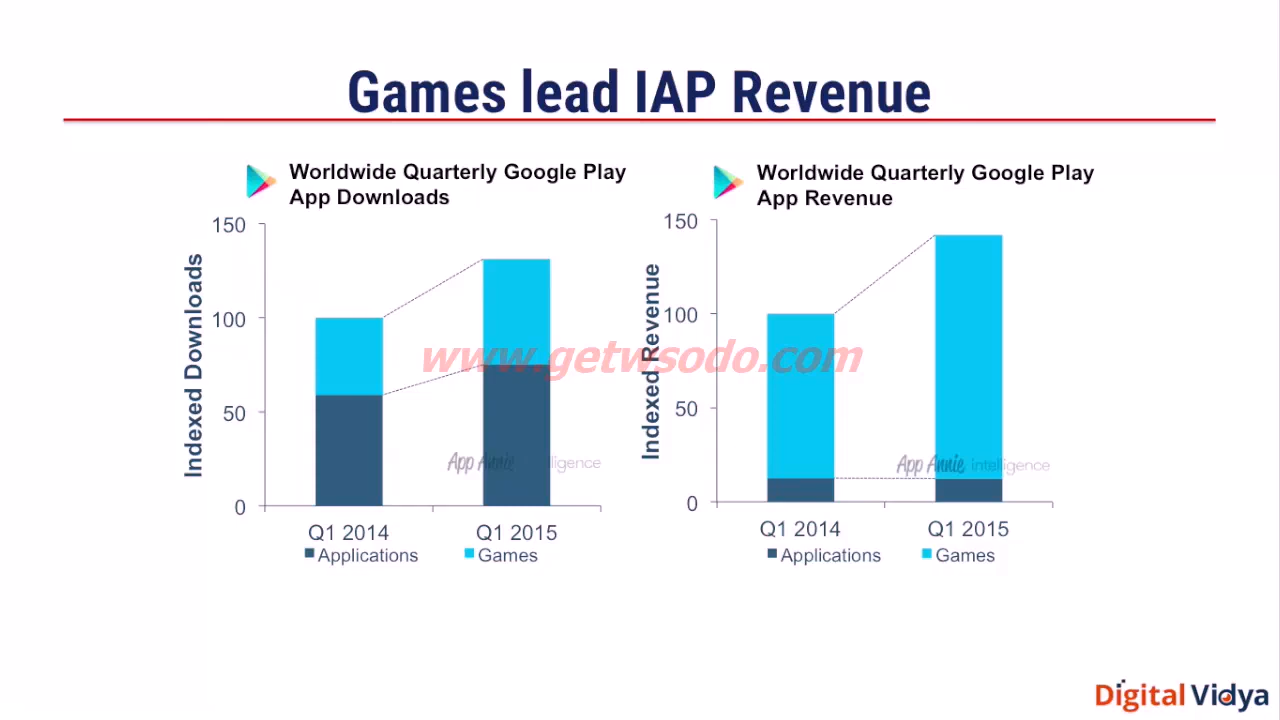 Games lead IAP Revenue
Worldwide Quarterly Google Play
App Downloads
150
100
50
0
Indexed Downloads
Q1 2014
Q1 2015
Applications
Games
App Annie
Worldwide Quarterly Google Play
App Revenue
150
100
50
0
Indexed Revenue
Q1 2014
Q1 2015
Applications
Games
App Annie intelligence
www.getwsodo.com
Digital Vidya